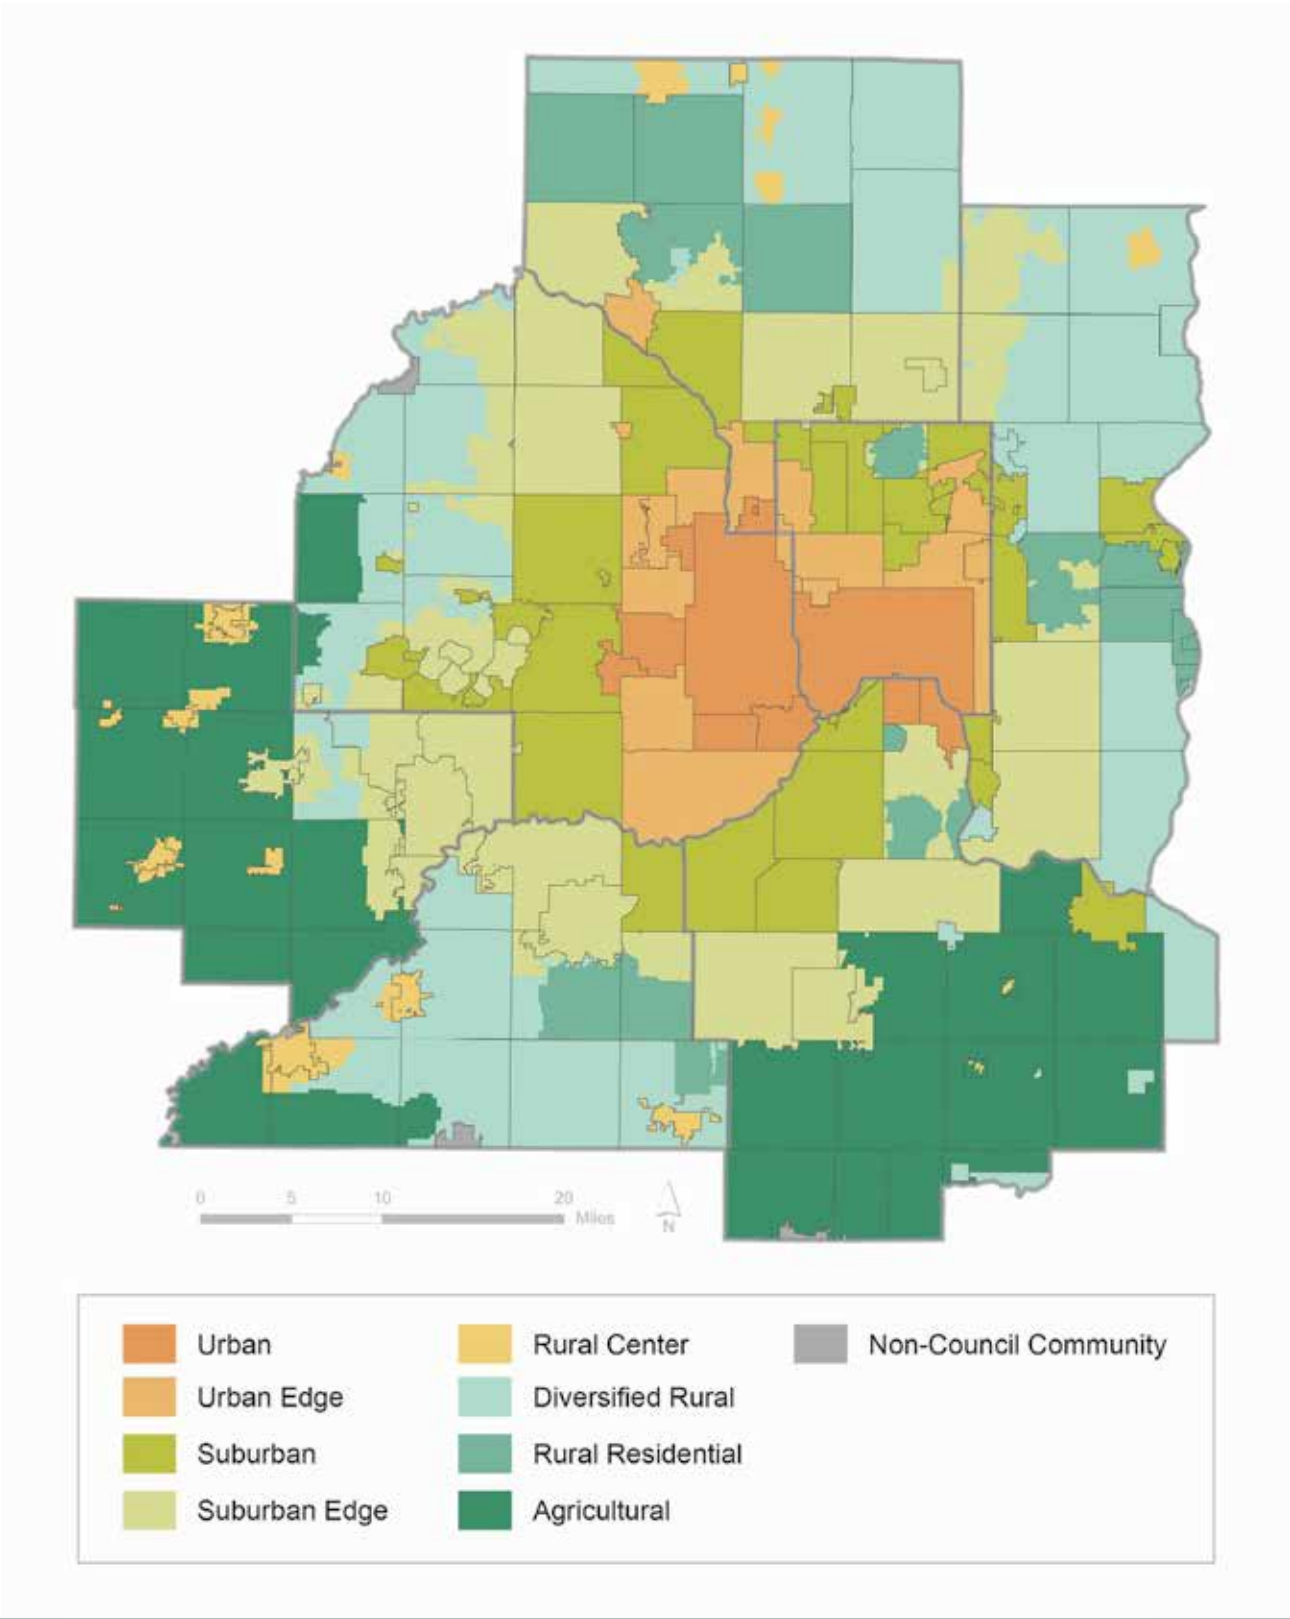 0 5 10 20
Miles
N
Urban
Urban Edge
Suburban
Suburban Edge
Rural Center
Diversified Rural
Rural Residential
Agricultural
Non-Council Community